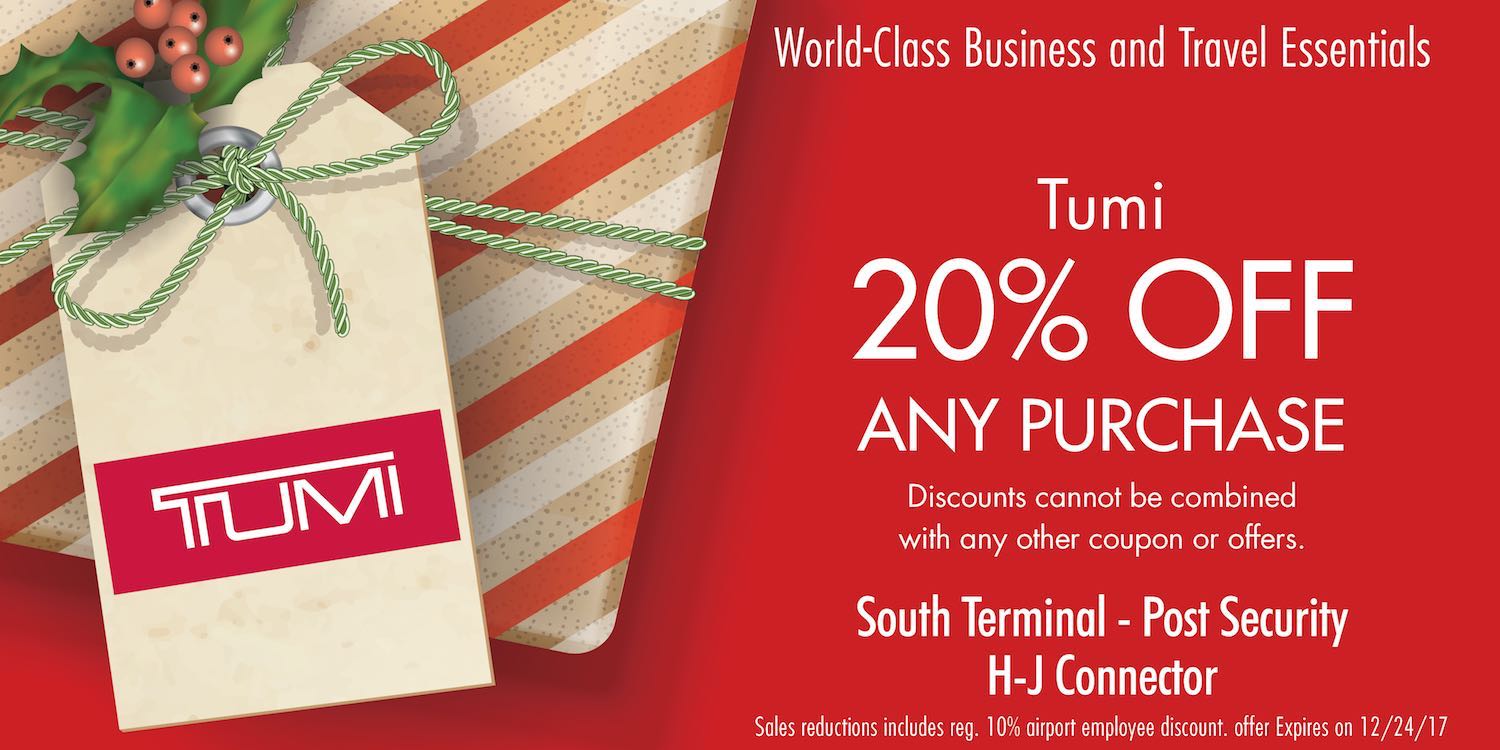 World-Class Business and Travel Essentials
TUMI
Tumi
20% OFF
ANY PURCHASE
Discounts cannot be combined
with any other coupon or offers.
South Terminal - Post Security
H-J Connector
Sales reductions includes reg. 10% airport employee discount. offer Expires on 12/24/17